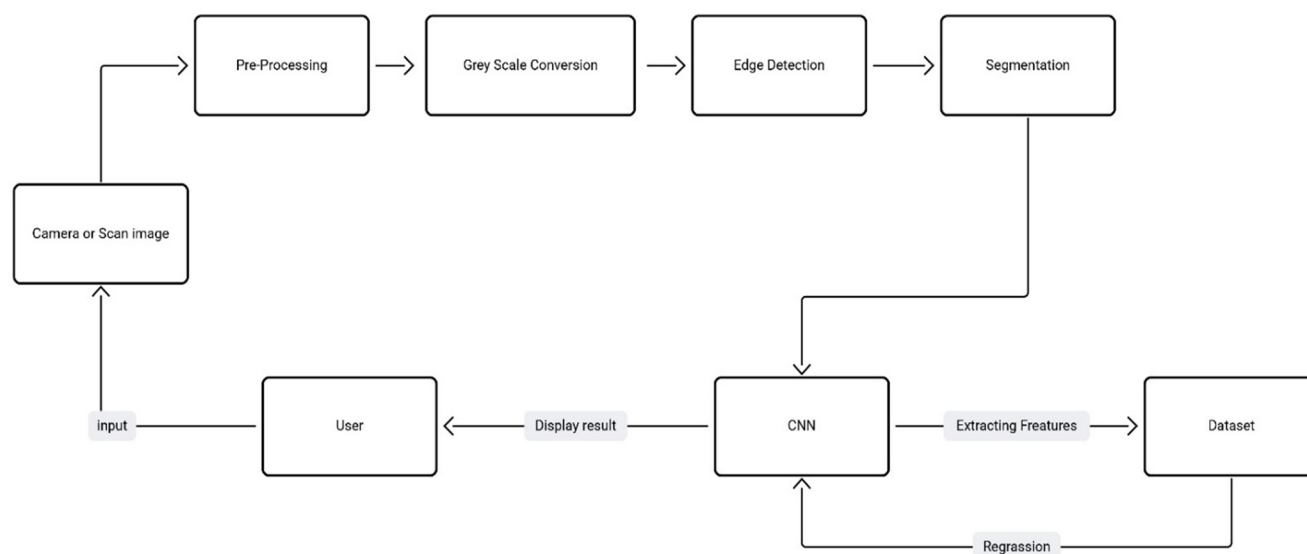 Pre-Processing
Grey Scale Conversion
Edge Detection
Segmentation
Camera or Scan image
input
User
Display result
CNN
Extracting Freatures
Dataset
Regrassion